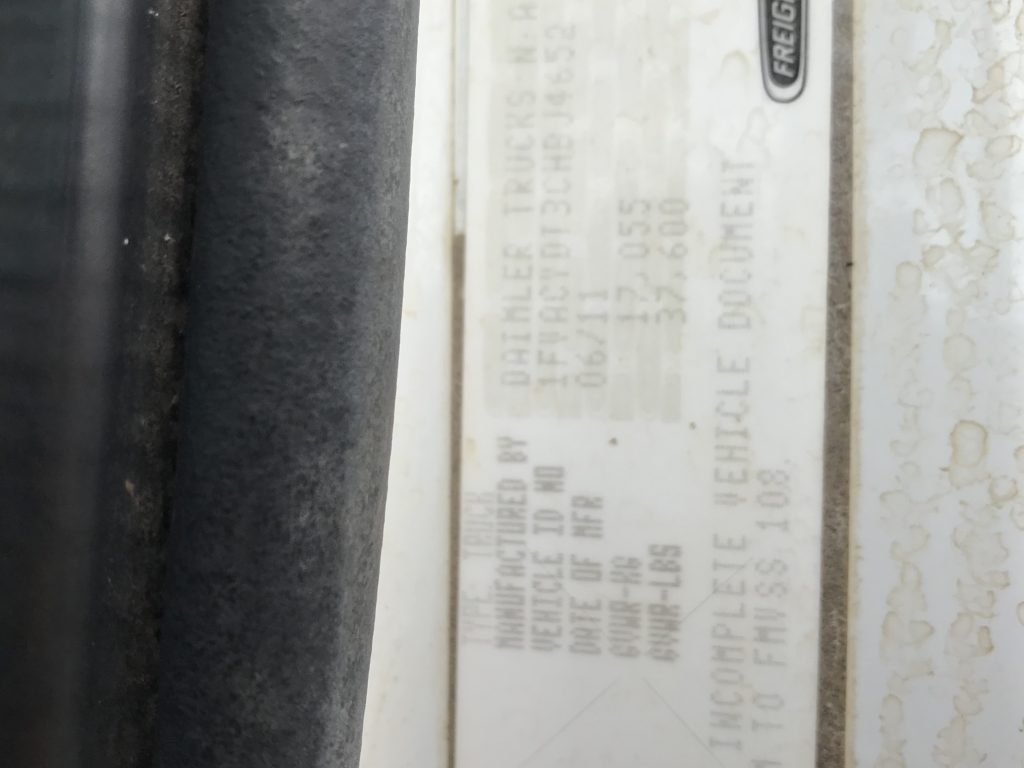 FREIG
TYPE TRUCK
MANUFACTURED BY DAIMLER TRUCKS N A
VEHICLE ID NO 1FVACYDT3CHBJ4652
DATE OF MFR 06/11
GVWR-KG 17,055
GVWR-LBS 37,600
INCOMPLETE VEHICLE DOCUMENT
M TO FMVSS 108.